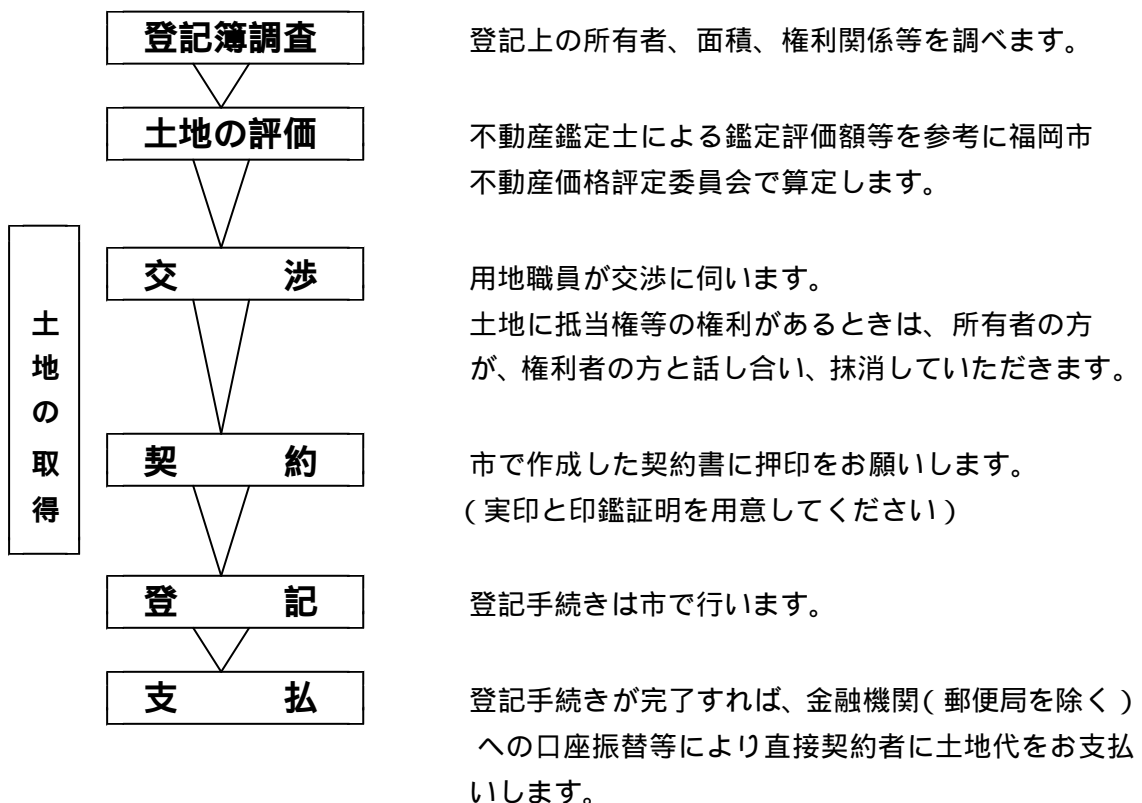 登記簿調査
登記上の所有者、面積、権利関係等を調べます。
土地の評価
不動産鑑定士による鑑定評価額等を参考に福岡市
不動産価格評定委員会で算定します。
土地の取得
交　　渉
用地職員が交渉に伺います。
土地に抵当権等の権利があるときは、所有者の方
が、権利者の方と話し合い、抹消していただきます。
契　　約
市で作成した契約書に押印をお願いします。
(実印と印鑑証明を用意してください)
登　　記
登記手続きは市で行います。
支　　払
登記手続きが完了すれば、金融機関(郵便局を除く)
への口座振替等により直接契約者に土地代をお支払
いします。